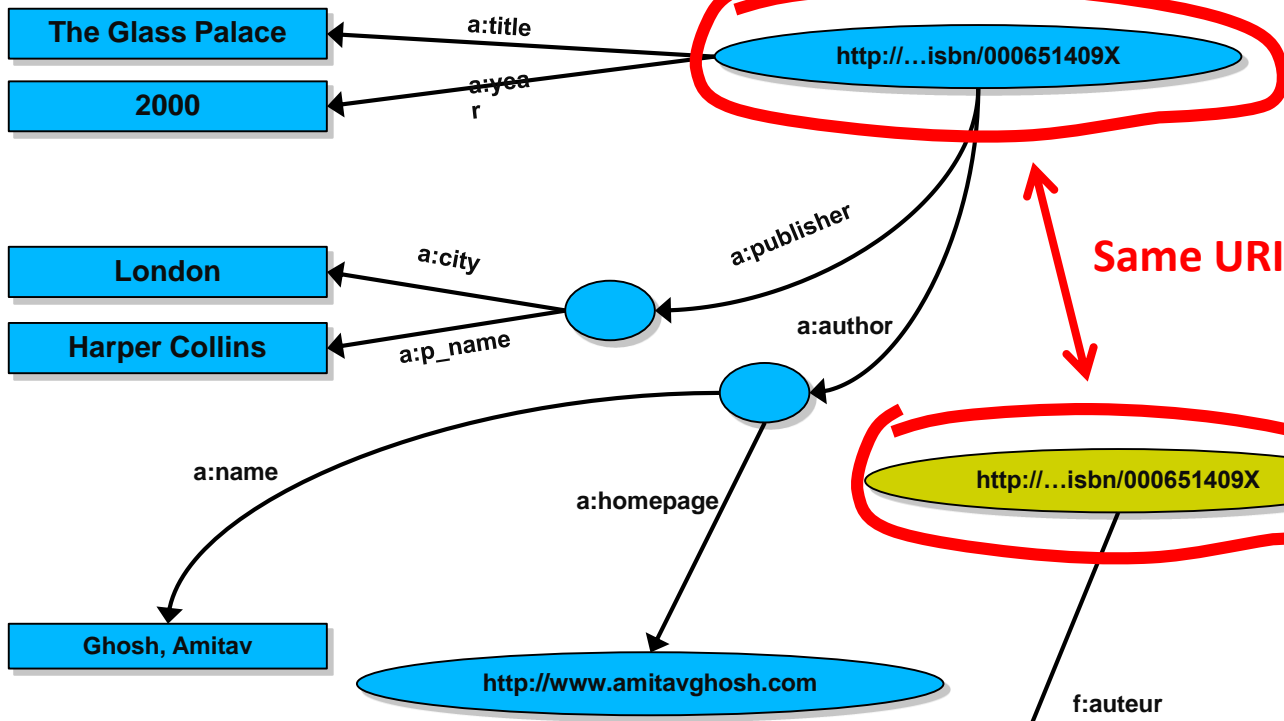 The Glass Palace
a:title
http://…isbn/000651409X
2000
a:yea
r
a:publisher
Same URI
London
a:city
Harper Collins
a:p_name
a:author
a:name
a:homepage
http://…isbn/000651409X
Ghosh, Amitav
http://www.amitavghosh.com
f:auteur